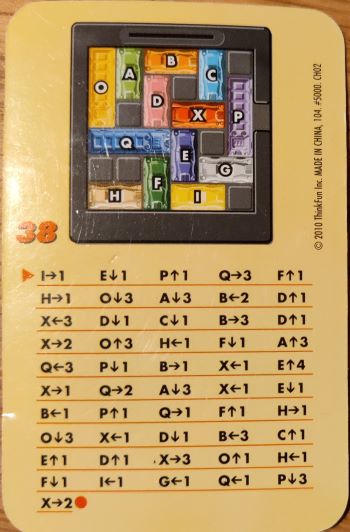 B
A
C
O
D
P
X
Q
E
G
F
H
I
38
© 2010 ThinkFun Inc. MADE IN CHINA, 104. #5000. CH02
I→1 E↓1 P↑1 Q→3 F↑1
H→1 O↓3 A↓3 B←2 D↑1
X←3 D↓1 C↓1 B→3 D↑1
X→2 O↑3 H←1 F↓1 A↑3
Q←3 P↓1 B→1 X←1 E↑4
X→1 Q→2 A↓3 X←1 E↓1
B←1 P↑1 Q→1 F↑1 H→1
O↓3 X←1 D↓1 B←3 C↑1
E↑1 D↑1 X→3 O↑1 H←1
F↓1 I←1 G←1 Q←1 P↓3
X→2